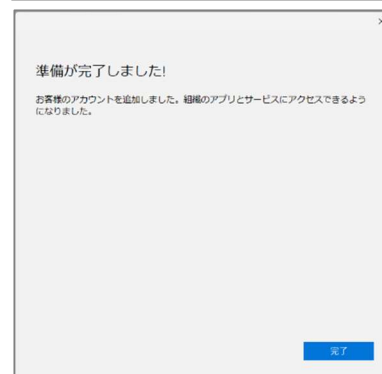 準備が完了しました!
お客様のアカウントを追加しました。組織のアプリとサービスにアクセスできるよう
になりました。
完了